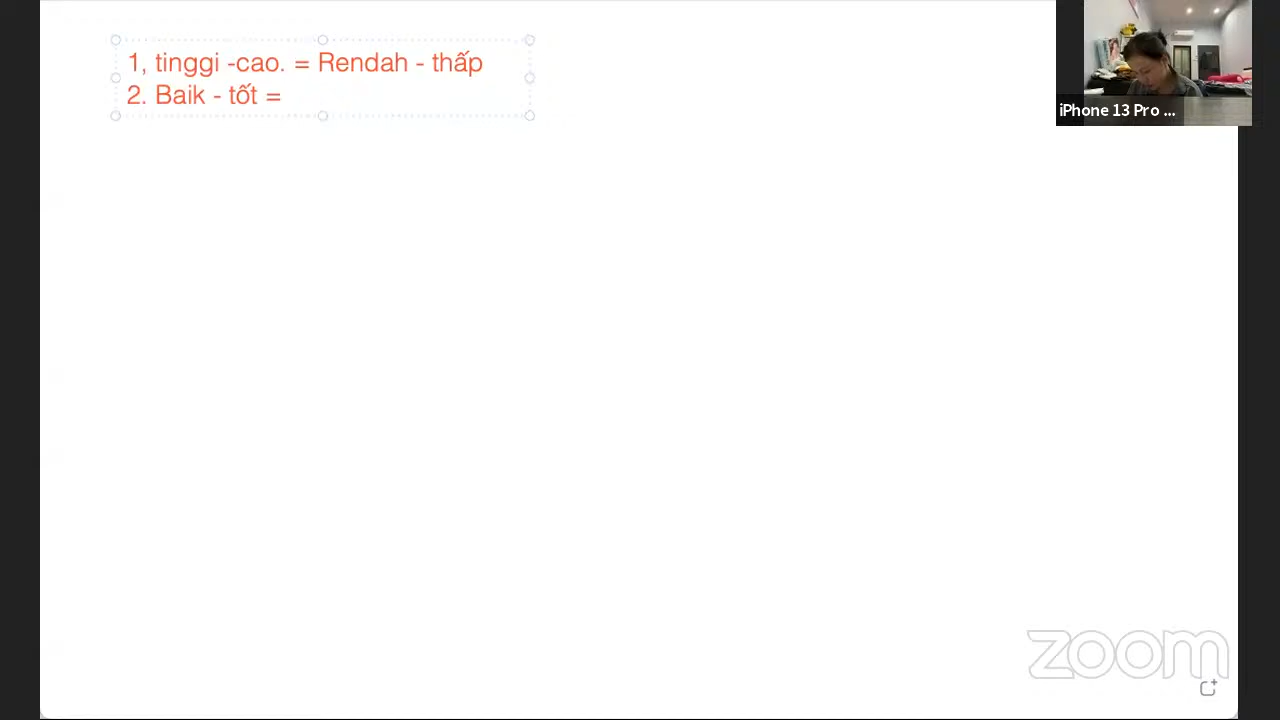 1, tinggi -cao. = Rendah - thấp
2. Baik - tốt =
iPhone 13 Pro ...
zoom